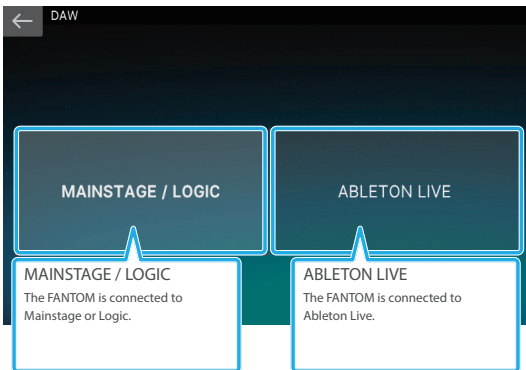 DAW
MAINSTAGE / LOGIC
ABLETON LIVE
MAINSTAGE / LOGIC
The FANTOM is connected to
Mainstage or Logic.
ABLETON LIVE
The FANTOM is connected to
Ableton Live.